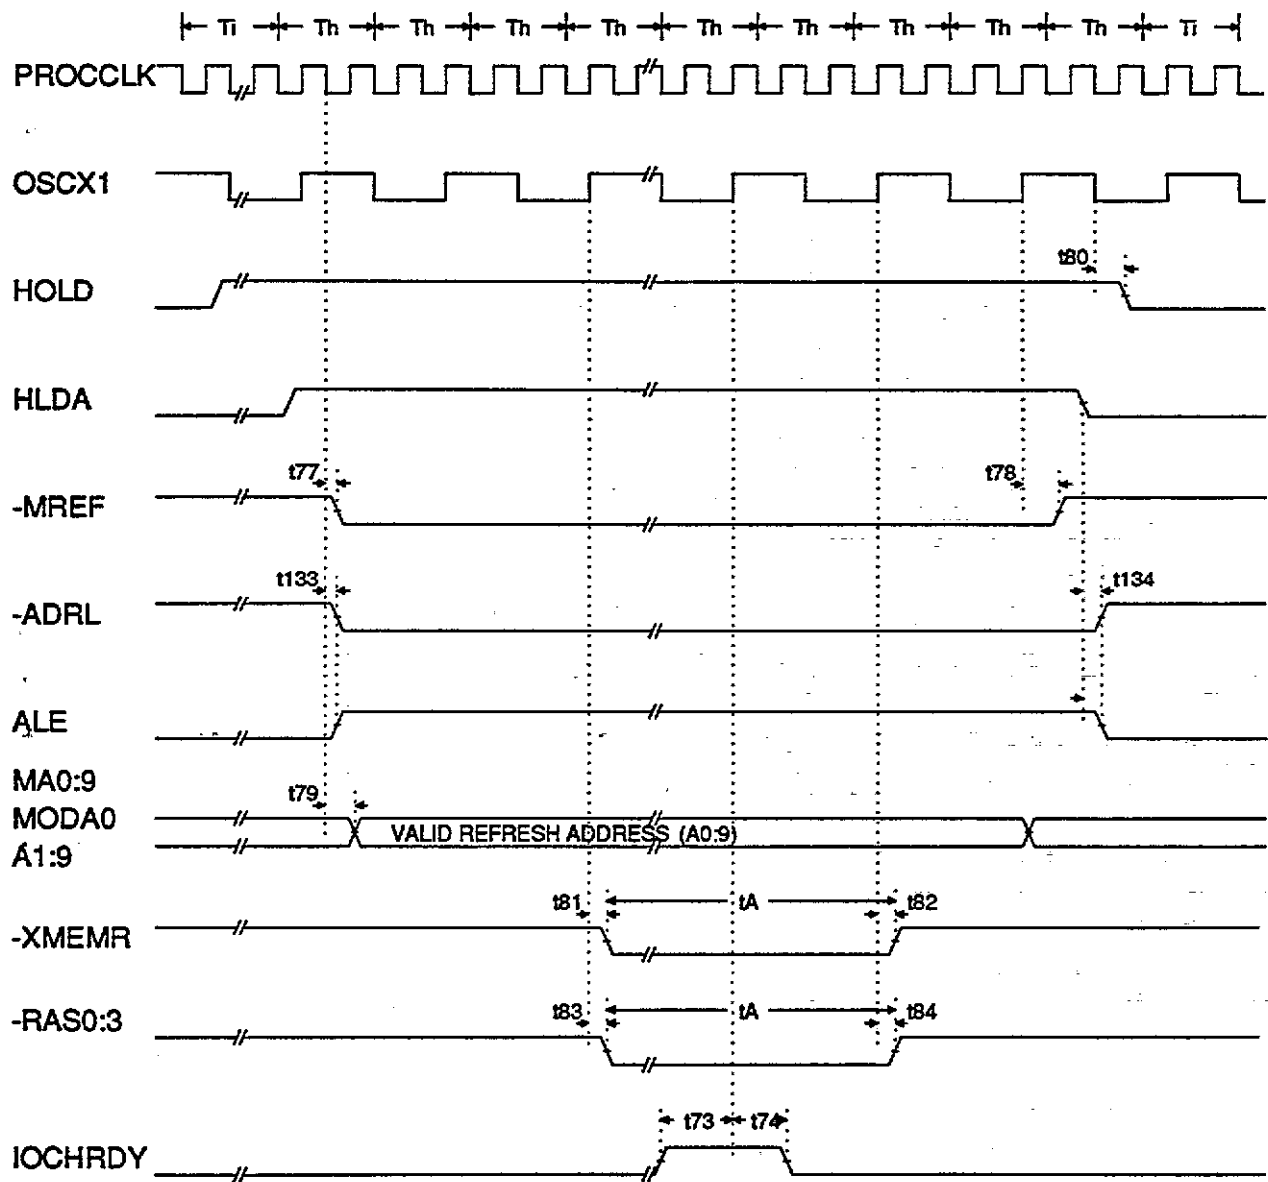 Ti Th Th Th Th Th Th Th Th Th Ti
PROCCLK
OSCX1
t80
HOLD
HLDA
t77 t78
-MREF
t133 t134
-ADRL
ALE
MA0:9
t79
MODA0
VALID REFRESH ADDRESS (A0:9)
A1:9
t81 tA t82
-XMEMR
t83 tA t84
-RAS0:3
t73 t74
IOCHRDY